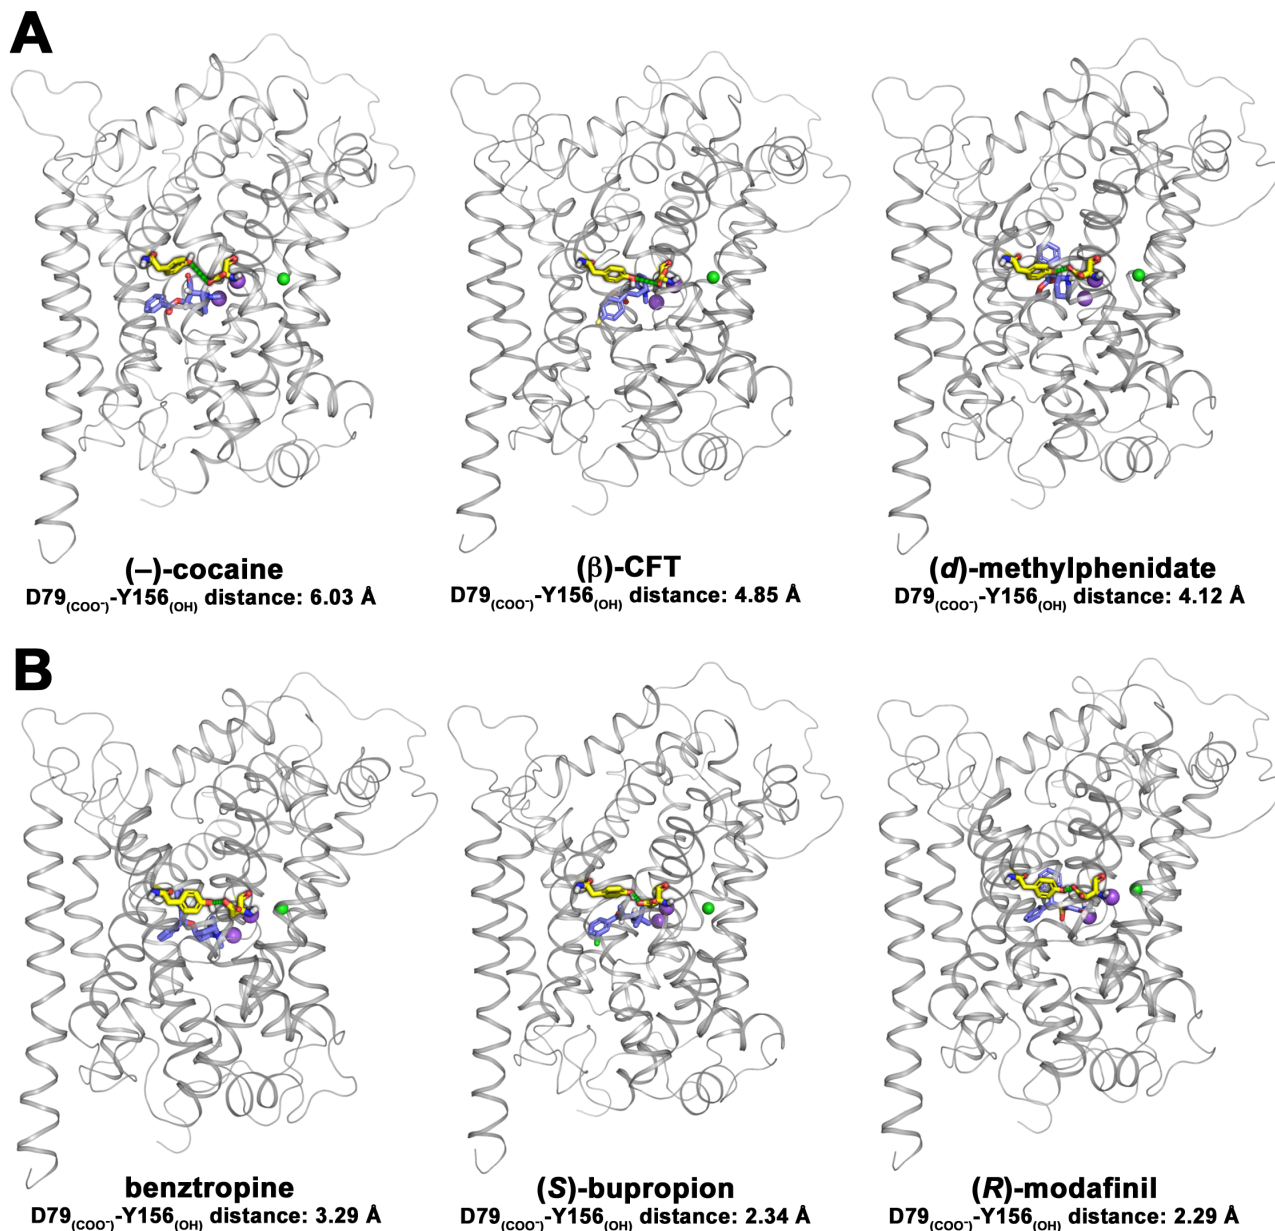 A
(–)-cocaine (β)-CFT (d)-methylphenidate
D79(COO⁻)-Y156(OH) distance: 6.03 Å D79(COO⁻)-Y156(OH) distance: 4.85 Å D79(COO⁻)-Y156(OH) distance: 4.12 Å
B
benztropine (S)-bupropion (R)-modafinil
D79(COO⁻)-Y156(OH) distance: 3.29 Å D79(COO⁻)-Y156(OH) distance: 2.34 Å D79(COO⁻)-Y156(OH) distance: 2.29 Å